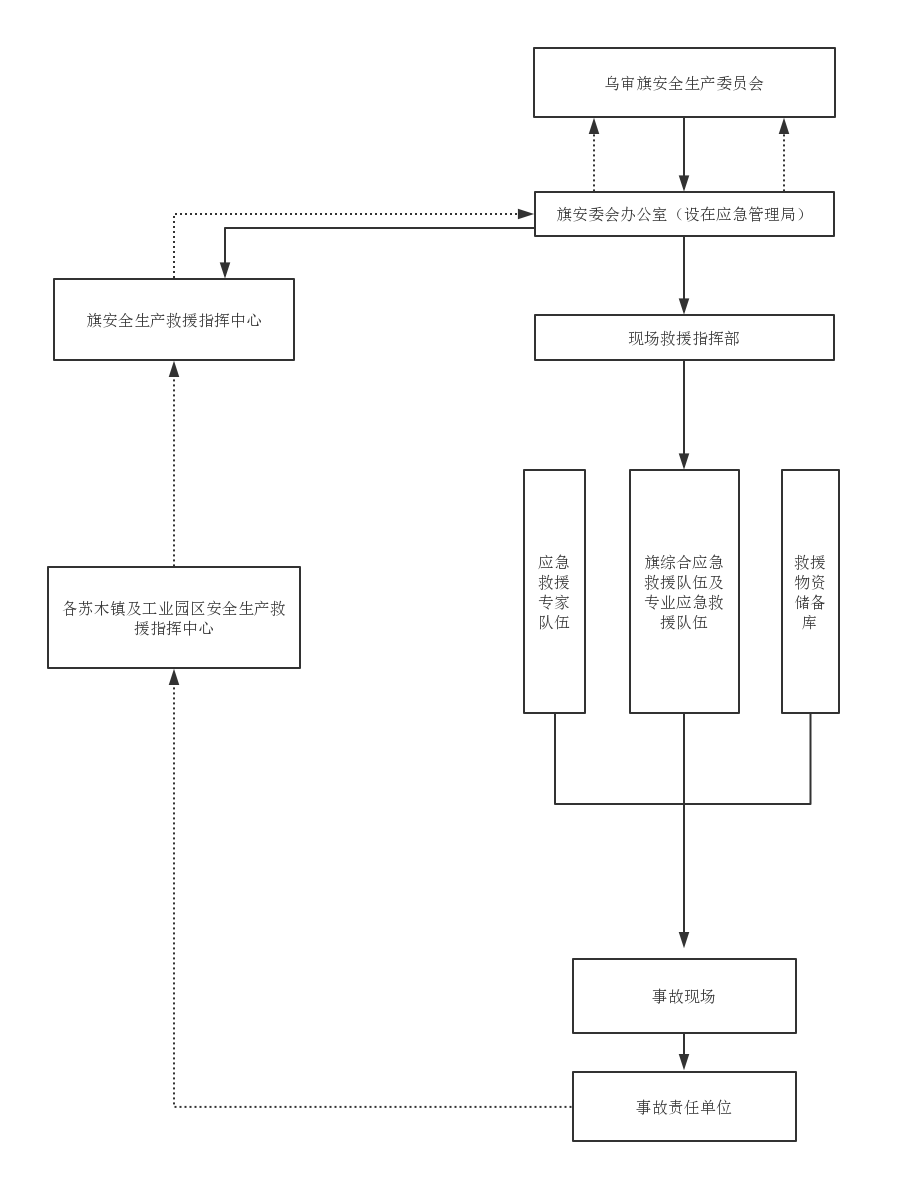 乌审旗安全生产委员会
旗安委会办公室（设在应急管理局）
旗安全生产救援指挥中心
现场救援指挥部
应急
救援
专家
队伍
旗综合应急
救援队伍及
专业应急救
援队伍
救援
物资
储备
库
各苏木镇及工业园区安全生产救
援指挥中心
事故现场
事故责任单位